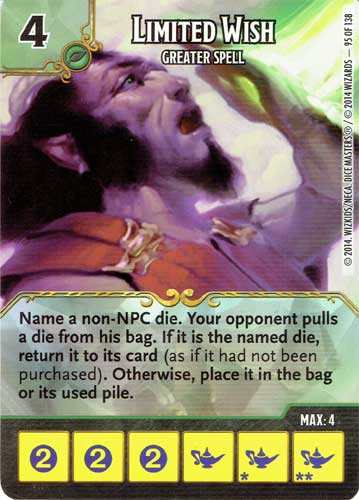 4
LIMITED WISH
GREATER SPELL
© 2014 WIZKIDS/NECA. DICE MASTERS® / © 2014 WIZARDS — 95 OF 138
Name a non-NPC die. Your opponent pulls
a die from his bag. If it is the named die,
return it to its card (as if it had not been
purchased). Otherwise, place it in the bag
or its used pile.
MAX: 4
2 2 2 * **